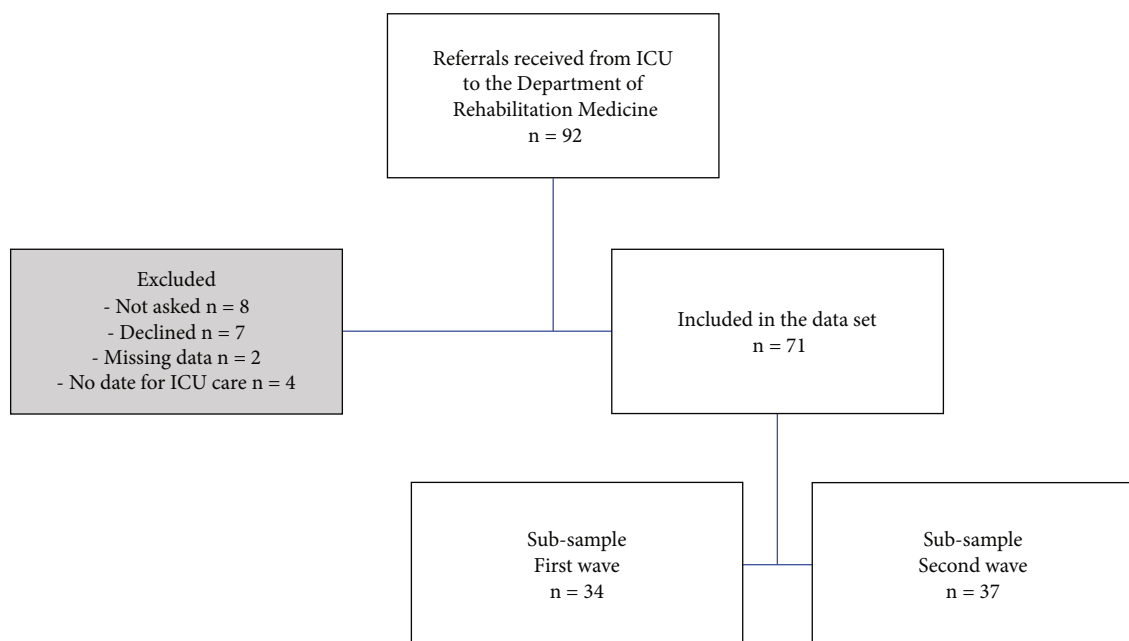 Referrals received from ICU
to the Department of
Rehabilitation Medicine
n = 92
Excluded
- Not asked n = 8
- Declined n = 7
- Missing data n = 2
- No date for ICU care n = 4
Included in the data set
n = 71
Sub-sample
First wave
n = 34
Sub-sample
Second wave
n = 37